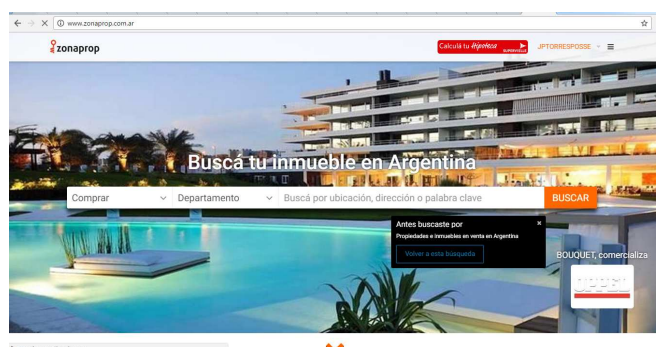 www.zonaprop.com.ar
zonaprop
Calculá tu Hipoteca
SUPERVIELLE
JPTORRESPOSSE
Buscá tu inmueble en Argentina
Comprar
Departamento
Buscá por ubicación, dirección o palabra clave
BUSCAR
Antes buscaste por
×
Propiedades e inmuebles en venta en Argentina
Volver a esta búsqueda
BOUQUET, comercializa